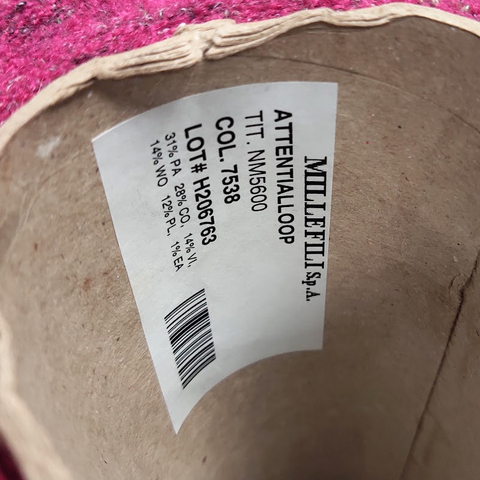 MILLEFILI S.p.A.
ATTENTIALLOOP
TIT. NM5600
COL. 7538
LOT# H206763
31% PA 28% CO, 14% VI,
14% WO 12% PL, 1% EA